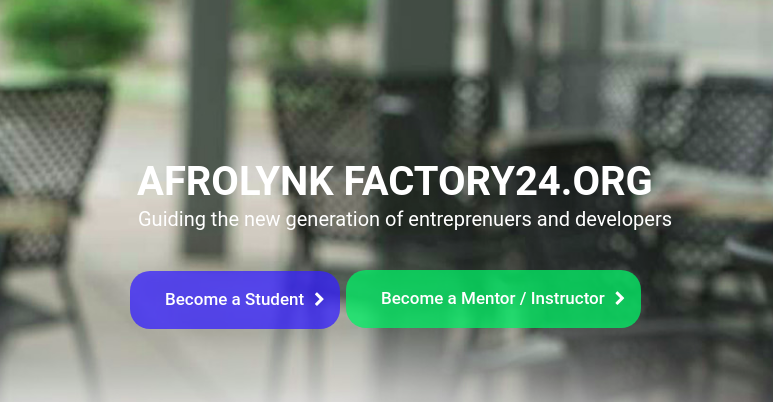 AFROLYNK FACTORY24.ORG
Guiding the new generation of entreprenuers and developers
Become a Student
Become a Mentor / Instructor